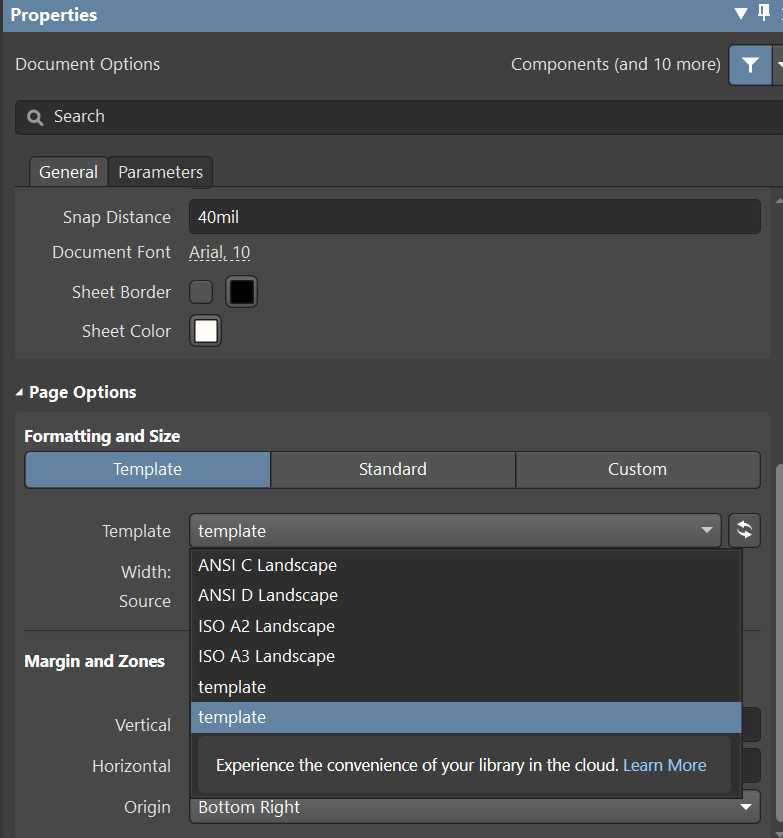 Properties
Document Options Components (and 10 more)
Search
General Parameters
Snap Distance 40mil
Document Font Arial, 10
Sheet Border
Sheet Color
Page Options
Formatting and Size
Template Standard Custom
Template template
Width:
ANSI C Landscape
ANSI D Landscape
Source
ISO A2 Landscape
ISO A3 Landscape
Margin and Zones
template
template
Vertical
Experience the convenience of your library in the cloud. Learn More
Horizontal
Origin Bottom Right